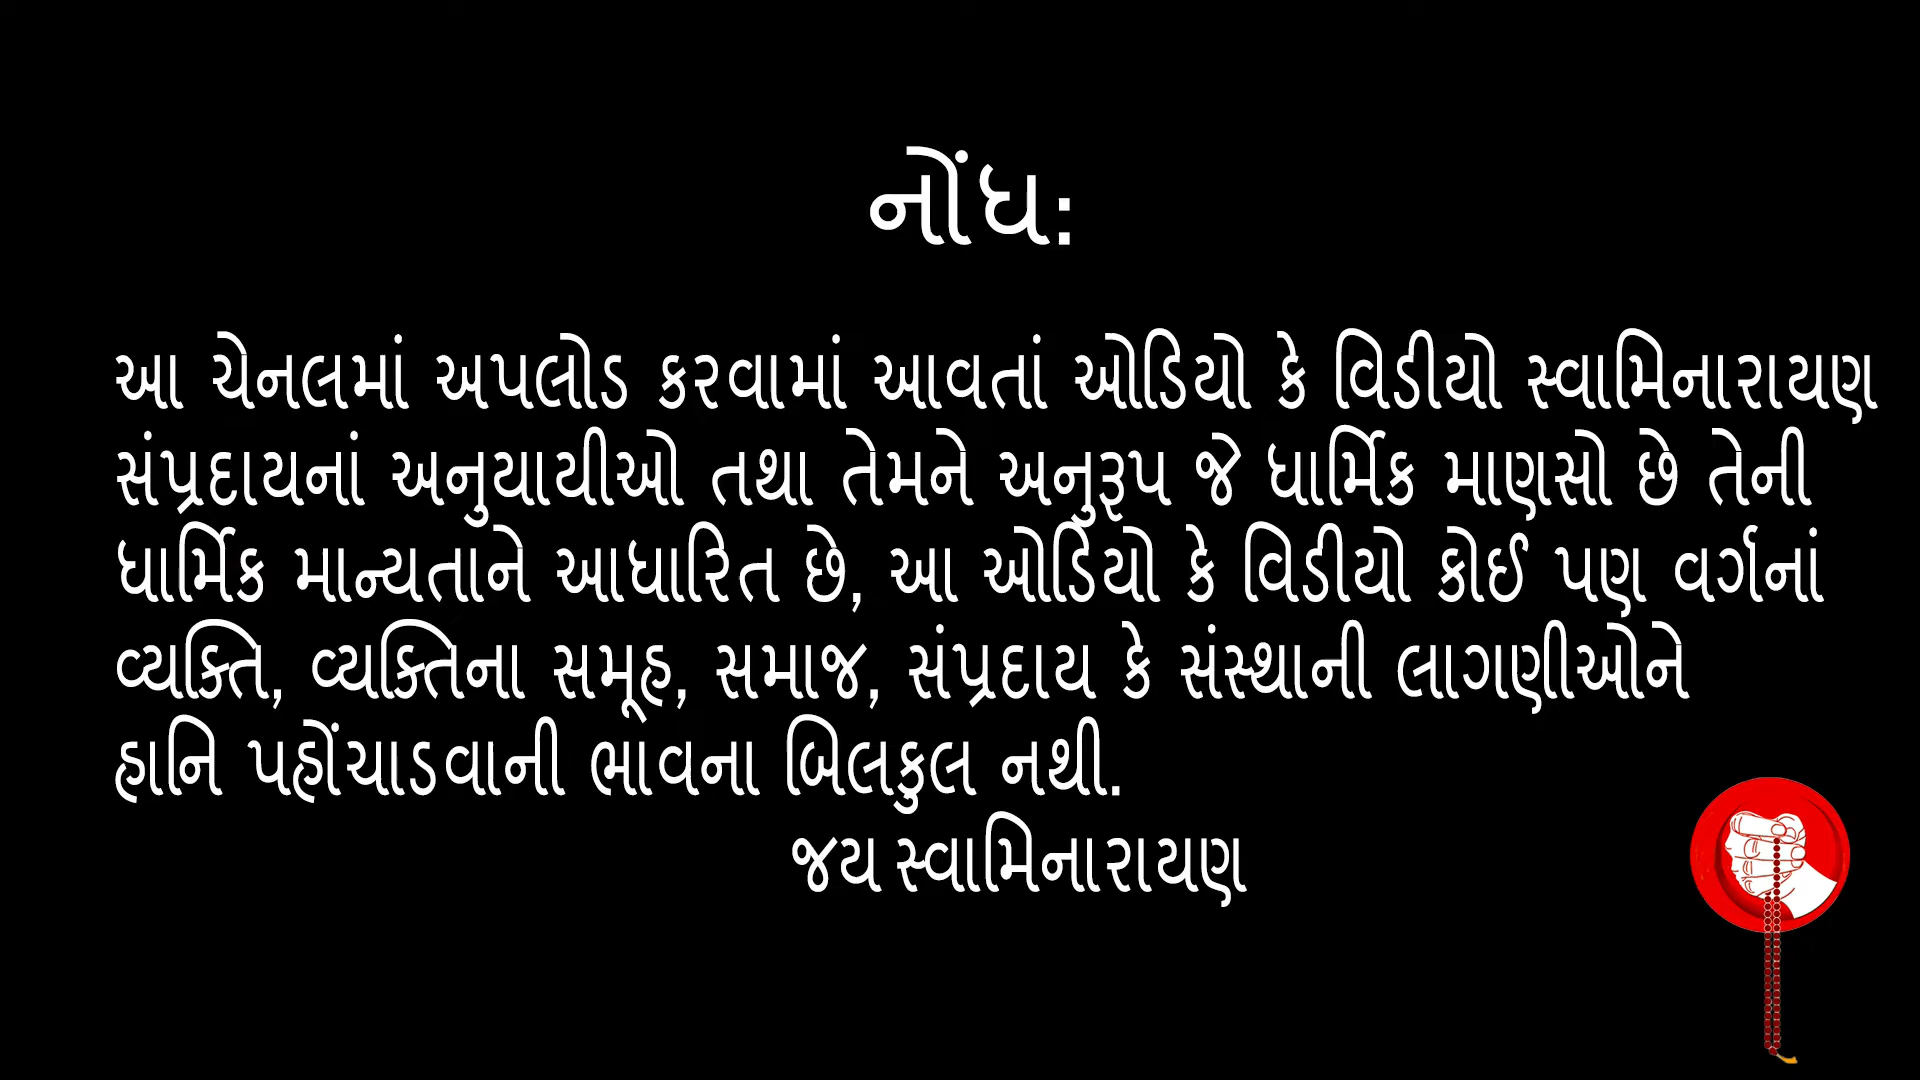 નોંધઃ
આ ચેનલમાં અપલોડ કરવામાં આવતાં ઓડિયો કે વિડીયો સ્વામિનારાયણ
સંપ્રદાયનાં અનુયાયીઓ તથા તેમને અનુરૂપ જે ધાર્મિક માણસો છે તેની
ધાર્મિક માન્યતાને આધારિત છે, આ ઓડિયો કે વિડીયો કોઈ પણ વર્ગનાં
વ્યક્તિ, વ્યક્તિના સમૂહ, સમાજ, સંપ્રદાય કે સંસ્થાની લાગણીઓને
હાનિ પહોંચાડવાની ભાવના બિલકુલ નથી.
જય સ્વામિનારાયણ